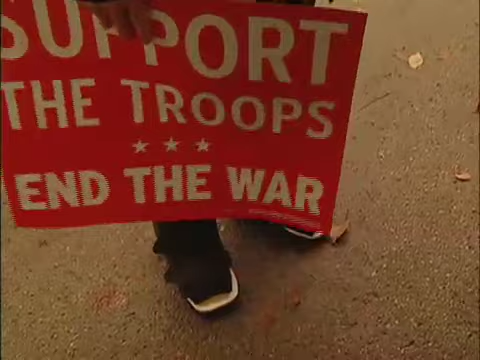 SUPPORT
THE TROOPS
END THE WAR